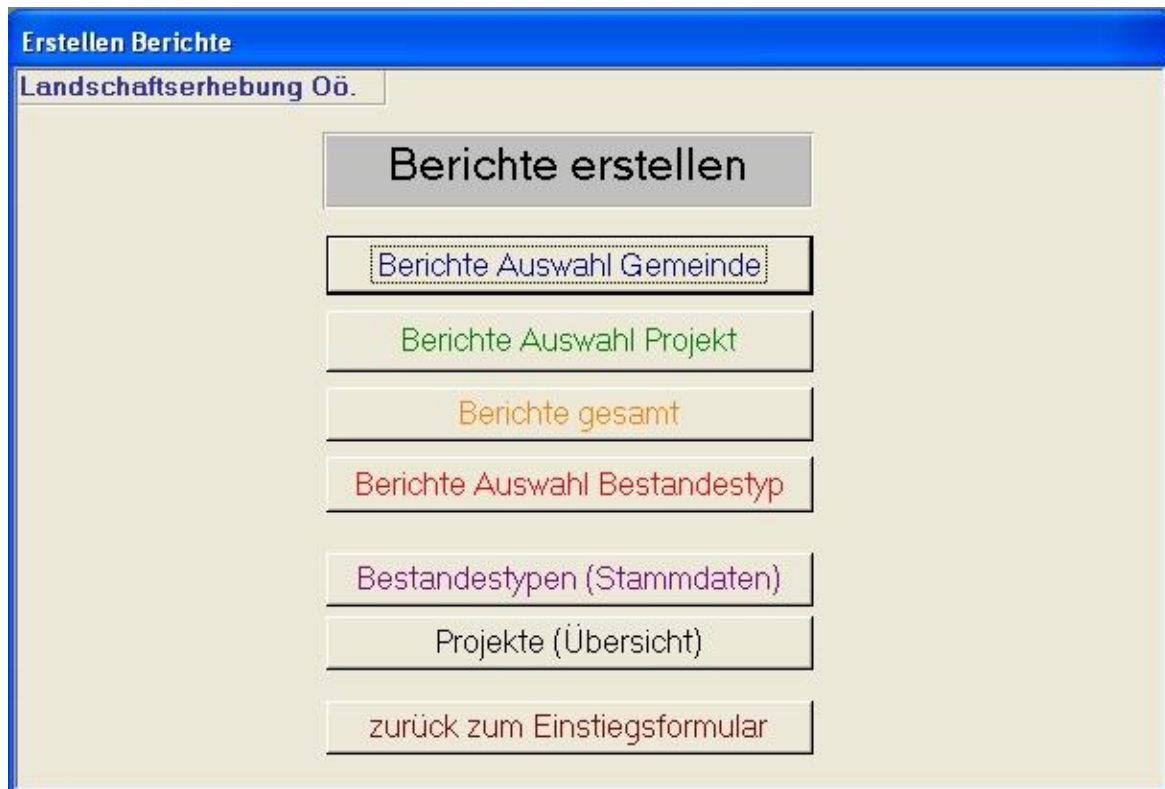 Erstellen Berichte
Landschaftserhebung Oö.
Berichte erstellen
Berichte Auswahl Gemeinde
Berichte Auswahl Projekt
Berichte gesamt
Berichte Auswahl Bestandestyp
Bestandestypen (Stammdaten)
Projekte (Übersicht)
zurück zum Einstiegsformular